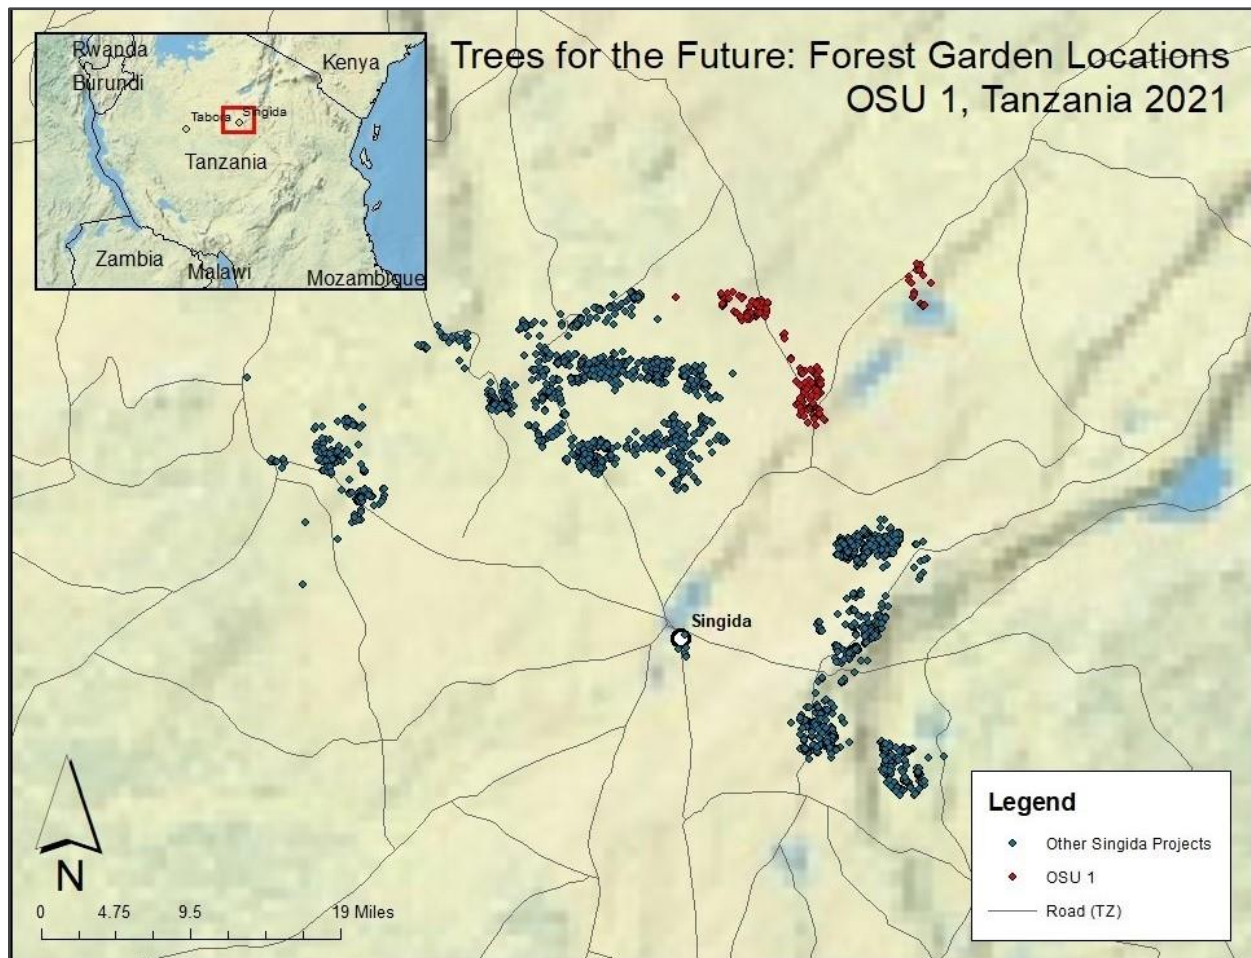 Trees for the Future: Forest Garden Locations
OSU 1, Tanzania 2021
Rwanda
Burundi
Kenya
Tabora
Singida
Tanzania
Zambia
Malawi
Mozambique
Singida
N
0 4.75 9.5 19 Miles
Legend
Other Singida Projects
OSU 1
Road (TZ)